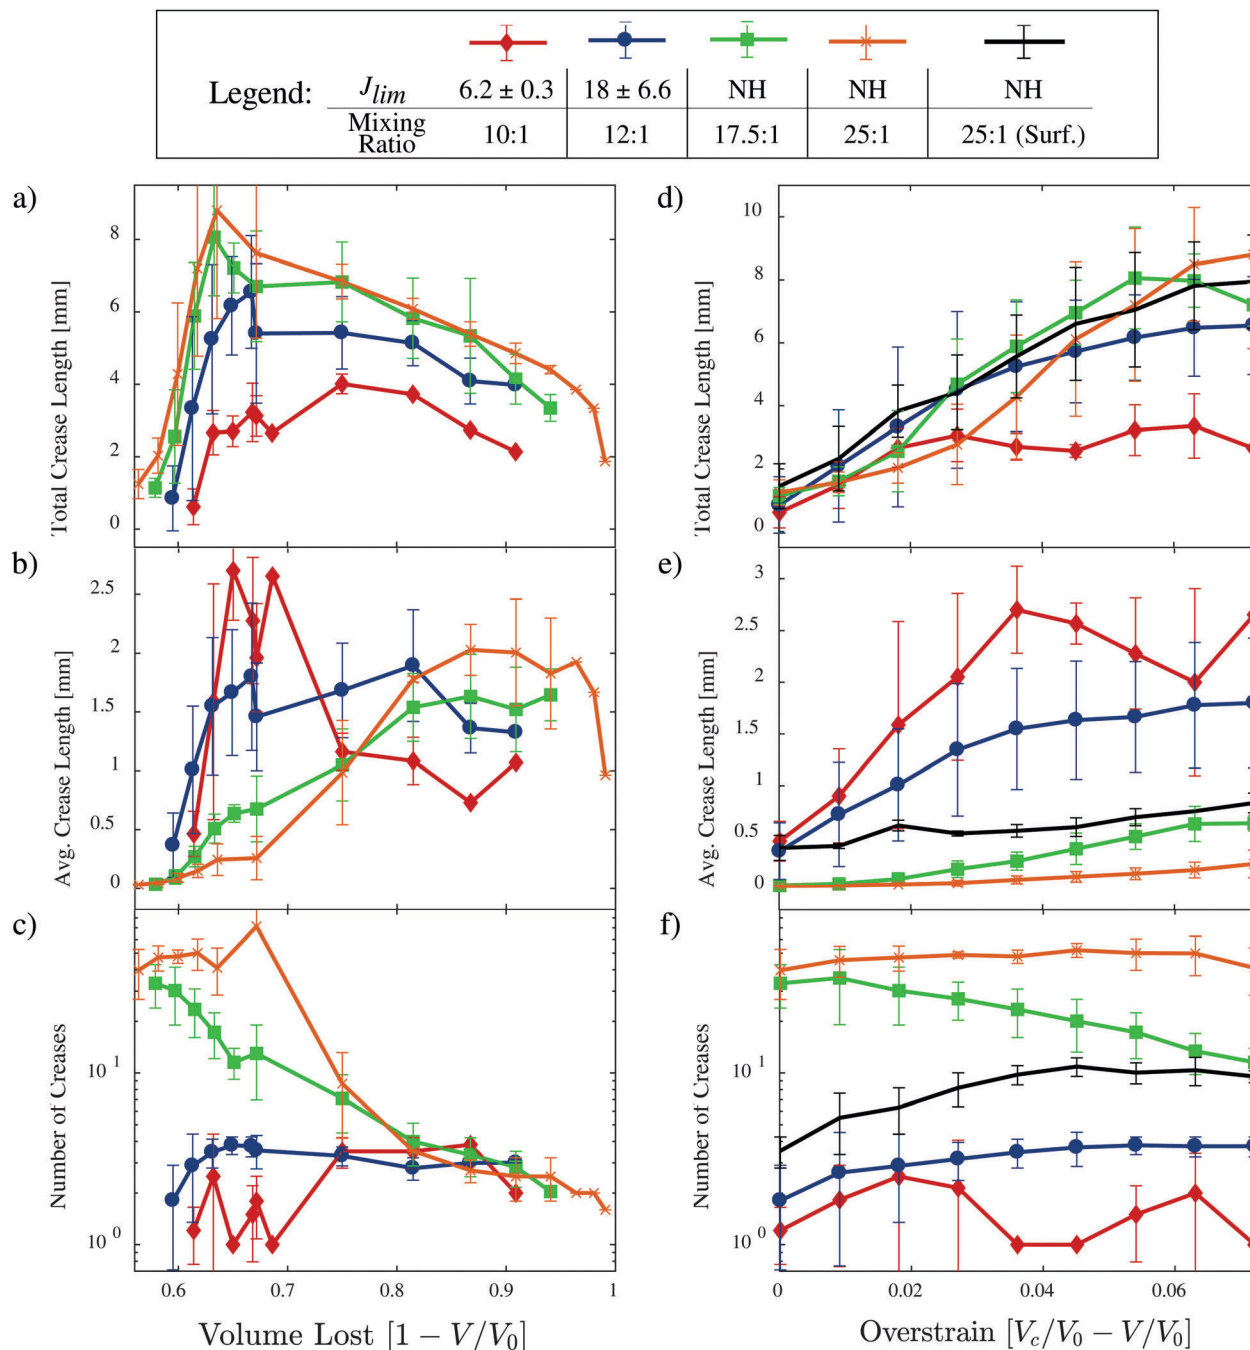 Legend:
J_lim 6.2 ± 0.3 18 ± 6.6 NH NH NH
Mixing Ratio 10:1 12:1 17.5:1 25:1 25:1 (Surf.)
a)
Total Crease Length [mm]
8
6
4
2
0
b)
Avg. Crease Length [mm]
2.5
2
1.5
1
0.5
0
c)
Number of Creases
10^1
10^0
0.6 0.7 0.8 0.9 1
Volume Lost [1 − V/V_0]
d)
Total Crease Length [mm]
10
8
6
4
2
0
e)
Avg. Crease Length [mm]
3
2.5
2
1.5
1
0.5
0
f)
Number of Creases
10^1
10^0
0 0.02 0.04 0.06
Overstrain [V_c/V_0 − V/V_0]